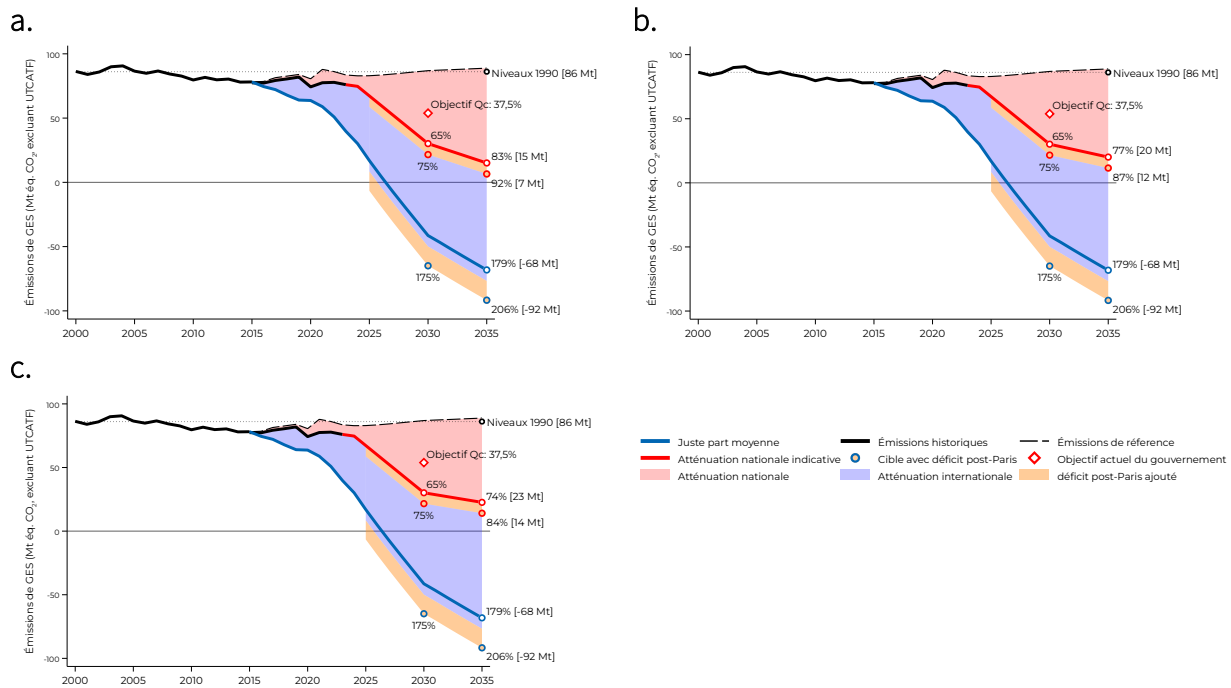 a.
Émissions de GES (Mt éq. CO₂, excluant UTCATF)
100
50
0
-50
-100
Niveaux 1990 [86 Mt]
Objectif Qc: 37,5%
65%
75%
83% [15 Mt]
92% [7 Mt]
179% [-68 Mt]
175%
206% [-92 Mt]
2000 2005 2010 2015 2020 2025 2030 2035
b.
Émissions de GES (Mt éq. CO₂, excluant UTCATF)
100
50
0
-50
-100
Niveaux 1990 [86 Mt]
Objectif Qc: 37,5%
65%
75%
77% [20 Mt]
87% [12 Mt]
179% [-68 Mt]
175%
206% [-92 Mt]
2000 2005 2010 2015 2020 2025 2030 2035
c.
Émissions de GES (Mt éq. CO₂, excluant UTCATF)
100
50
0
-50
-100
Niveaux 1990 [86 Mt]
Objectif Qc: 37,5%
65%
75%
74% [23 Mt]
84% [14 Mt]
179% [-68 Mt]
175%
206% [-92 Mt]
2000 2005 2010 2015 2020 2025 2030 2035
Juste part moyenne Émissions historiques Émissions de réference
Atténuation nationale indicative Cible avec déficit post-Paris Objectif actuel du gouvernement
Atténuation nationale Atténuation internationale déficit post-Paris ajouté